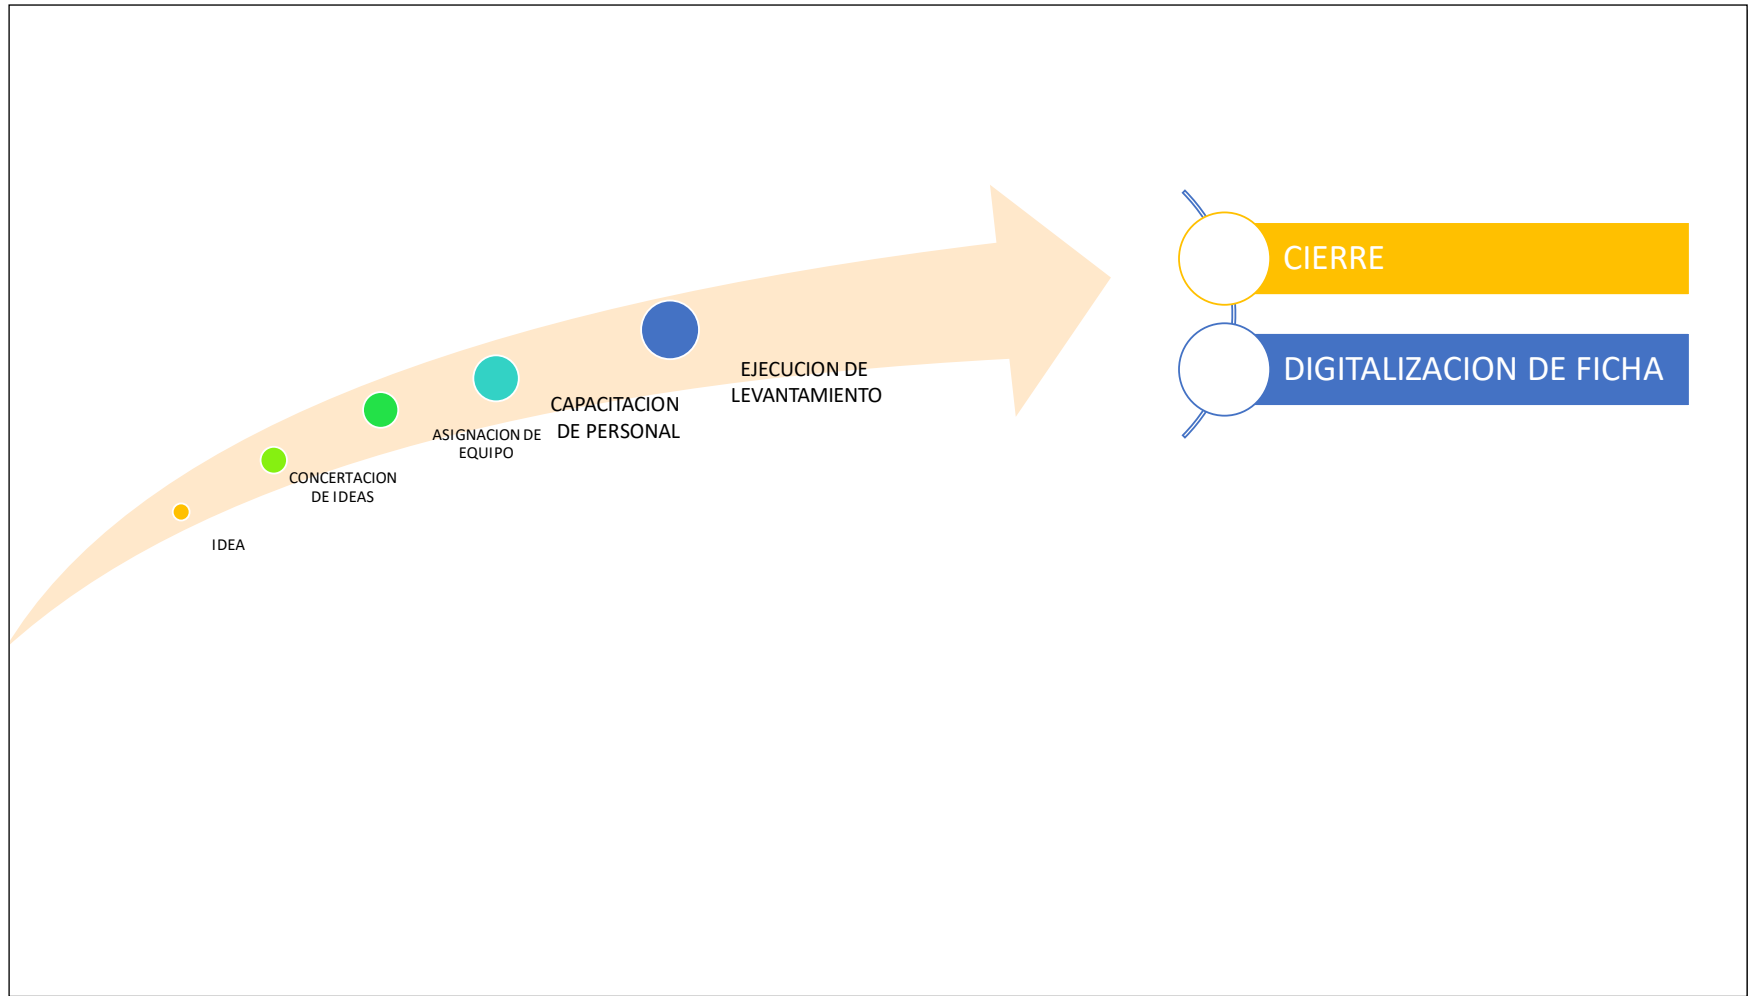 IDEA
CONCERTACION
DE IDEAS
ASIGNACION DE
EQUIPO
CAPACITACION
DE PERSONAL
EJECUCION DE
LEVANTAMIENTO
CIERRE
DIGITALIZACION DE FICHA